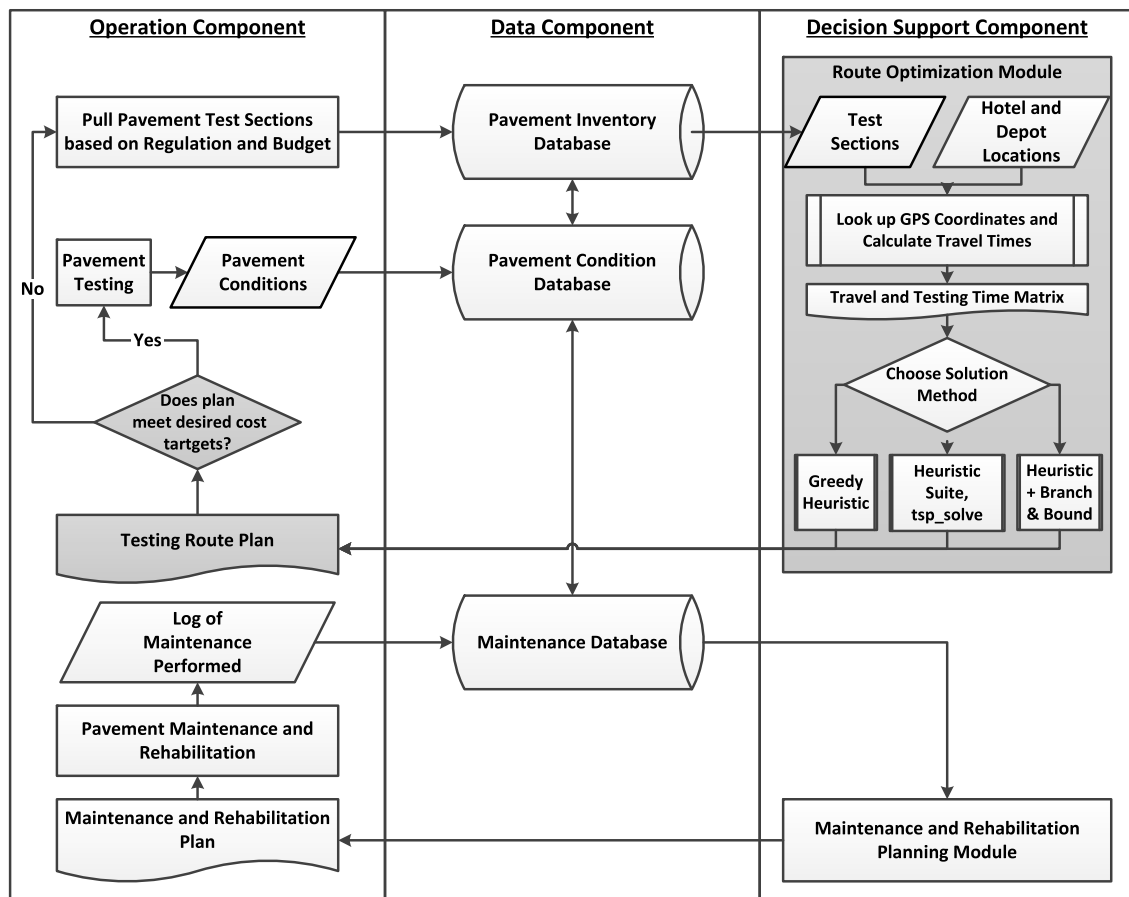 Operation Component
Pull Pavement Test Sections
based on Regulation and Budget
No
Pavement
Testing
Pavement
Conditions
Yes
Does plan
meet desired cost
tartgets?
Testing Route Plan
Log of
Maintenance
Performed
Pavement Maintenance and
Rehabilitation
Maintenance and Rehabilitation
Plan
Data Component
Pavement Inventory
Database
Pavement Condition
Database
Maintenance Database
Decision Support Component
Route Optimization Module
Test
Sections
Hotel and
Depot
Locations
Look up GPS Coordinates and
Calculate Travel Times
Travel and Testing Time Matrix
Choose Solution
Method
Greedy
Heuristic
Heuristic
Suite,
tsp_solve
Heuristic
+ Branch
& Bound
Maintenance and Rehabilitation
Planning Module